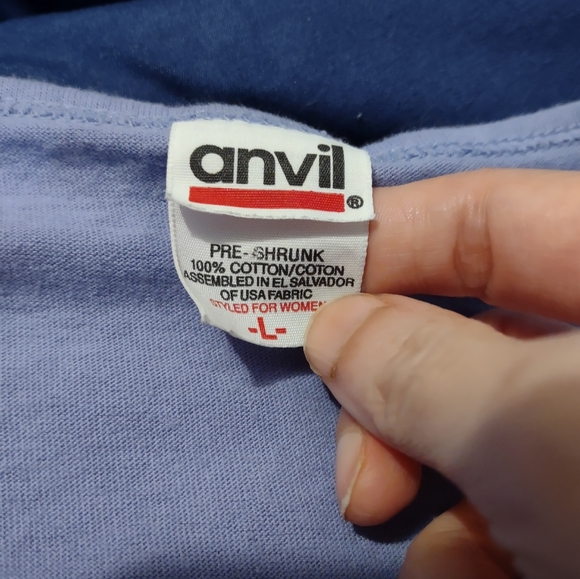 anvil®
PRE-SHRUNK
100% COTTON/COTON
ASSEMBLED IN EL SALVADOR
OF USA FABRIC
STYLED FOR WOMEN
-L-